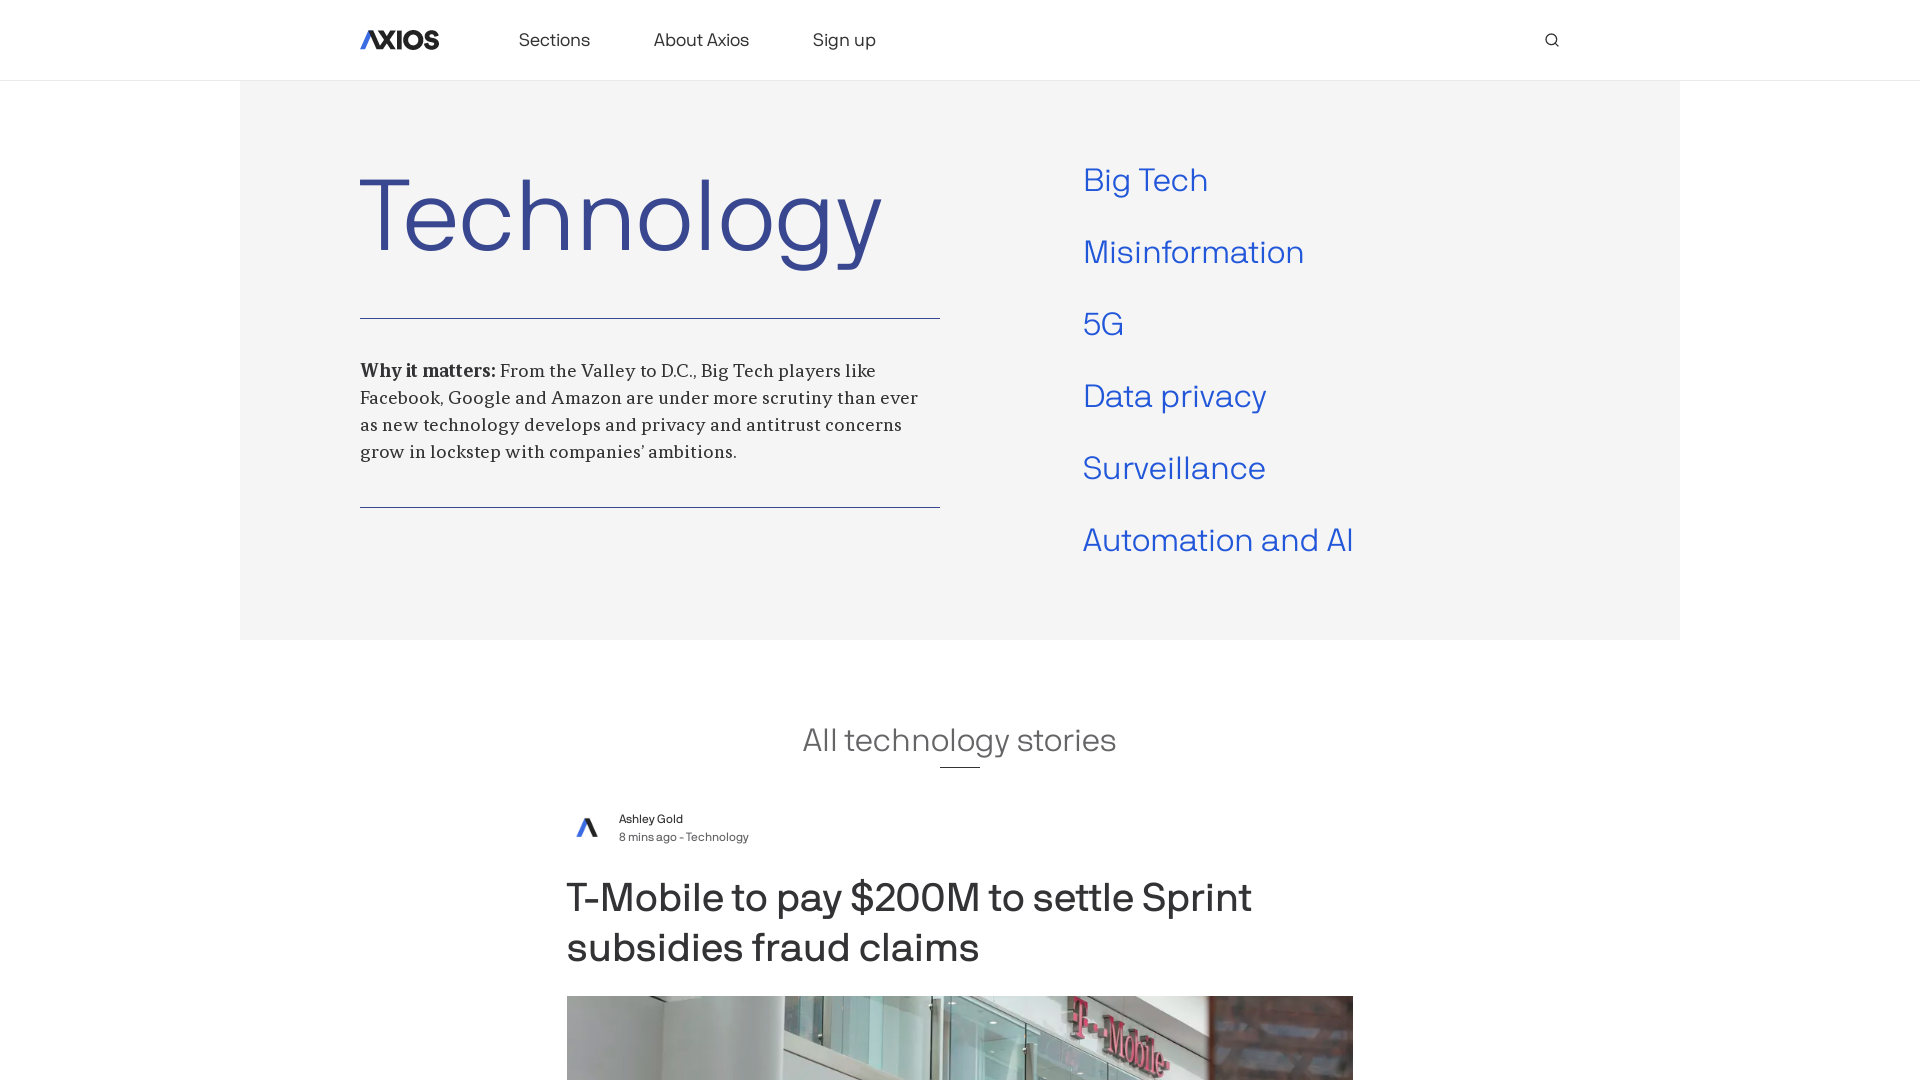 AXIOS
Sections
About Axios
Sign up
Technology
Why it matters: From the Valley to D.C., Big Tech players like
Facebook, Google and Amazon are under more scrutiny than ever
as new technology develops and privacy and antitrust concerns
grow in lockstep with companies’ ambitions.
Big Tech
Misinformation
5G
Data privacy
Surveillance
Automation and AI
All technology stories
Ashley Gold
8 mins ago - Technology
T-Mobile to pay $200M to settle Sprint
subsidies fraud claims
T-Mobile